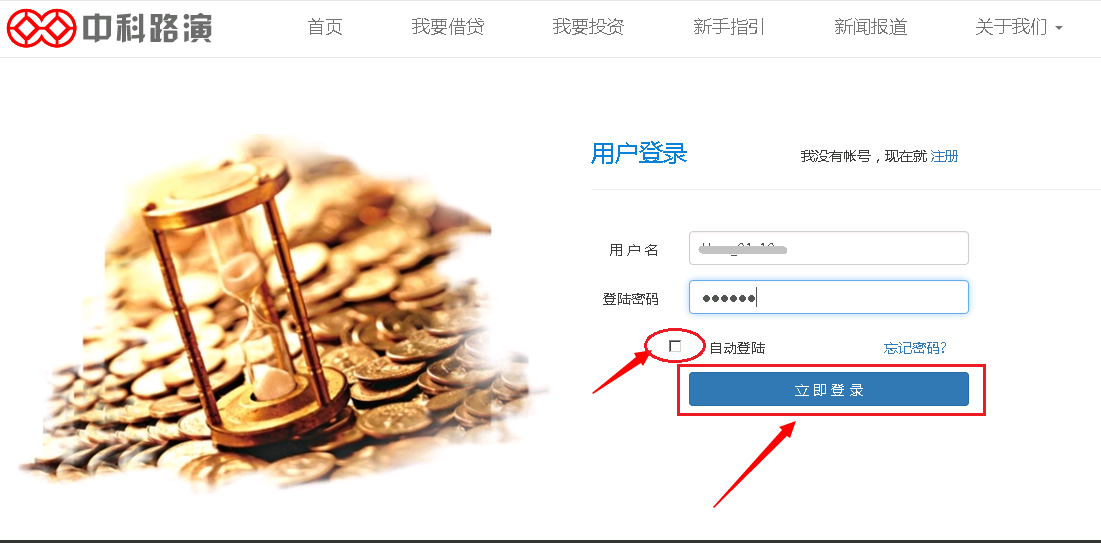 中科路演
首页 我要借贷 我要投资 新手指引 新闻报道 关于我们
用户登录 我没有帐号，现在就 注册
用 户 名
登陆密码 ●●●●●●
自动登陆 忘记密码?
立 即 登 录